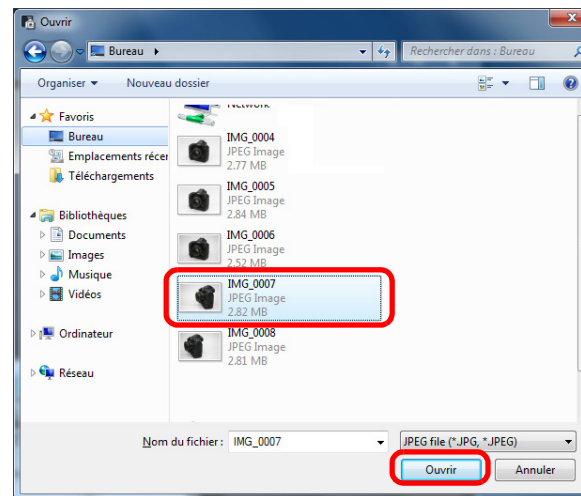 Ouvrir
Bureau
Rechercher dans : Bureau
Organiser
Nouveau dossier
Favoris
Bureau
Emplacements récer
Téléchargements
Bibliothèques
Documents
Images
Musique
Vidéos
Ordinateur
Réseau
Network
IMG_0004
JPEG Image
2.77 MB
IMG_0005
JPEG Image
2.84 MB
IMG_0006
JPEG Image
2.52 MB
IMG_0007
JPEG Image
2.82 MB
IMG_0008
JPEG Image
2.81 MB
Nom du fichier : IMG_0007
JPEG file (*.JPG, *.JPEG)
Ouvrir
Annuler